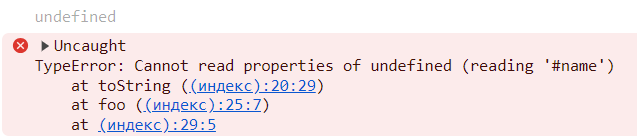 undefined
Uncaught
TypeError: Cannot read properties of undefined (reading '#name')
at toString ((индекс):20:29)
at foo ((индекс):25:7)
at (индекс):29:5